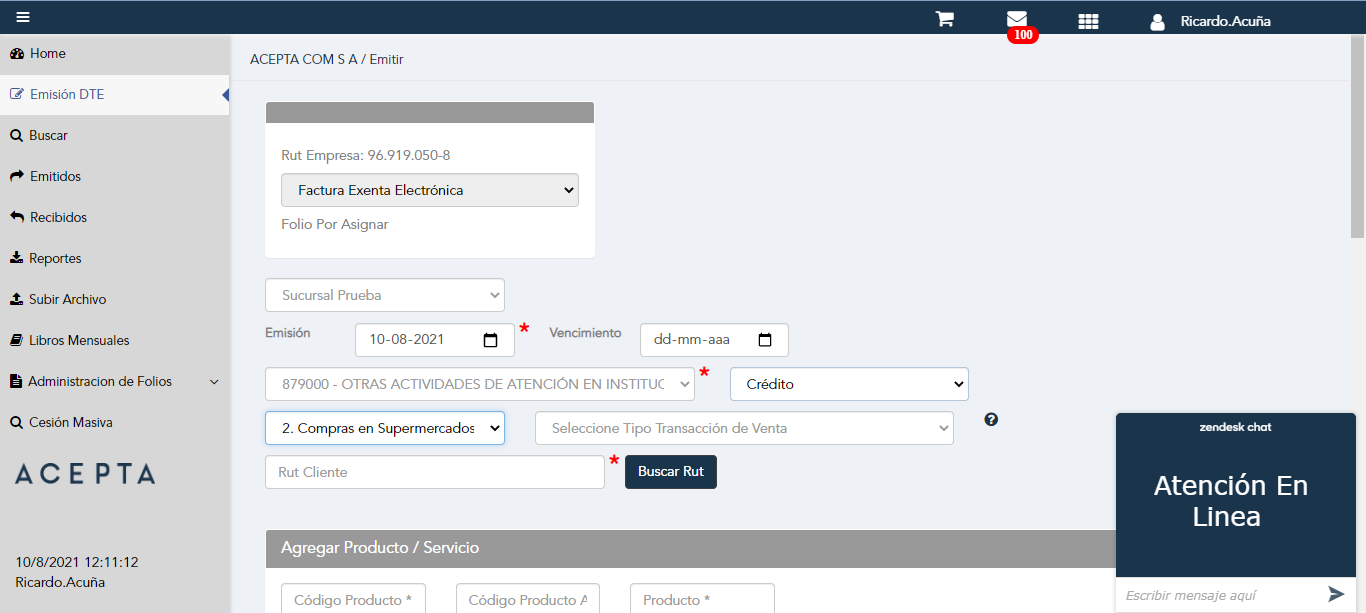 100
Ricardo.Acuña
Home
Emisión DTE
Buscar
Emitidos
Recibidos
Reportes
Subir Archivo
Libros Mensuales
Administracion de Folios
Cesión Masiva
ACEPTA
10/8/2021 12:11:12
Ricardo.Acuña
ACEPTA COM S A / Emitir
Rut Empresa: 96.919.050-8
Factura Exenta Electrónica
Folio Por Asignar
Sucursal Prueba
Emisión 10-08-2021 * Vencimiento dd-mm-aaa
879000 - OTRAS ACTIVIDADES DE ATENCIÓN EN INSTITUC * Crédito
2. Compras en Supermercados Seleccione Tipo Transacción de Venta ?
Rut Cliente * Buscar Rut
Agregar Producto / Servicio
Código Producto * Código Producto A Producto *
zendesk chat
Atención En
Linea
Escribir mensaje aquí